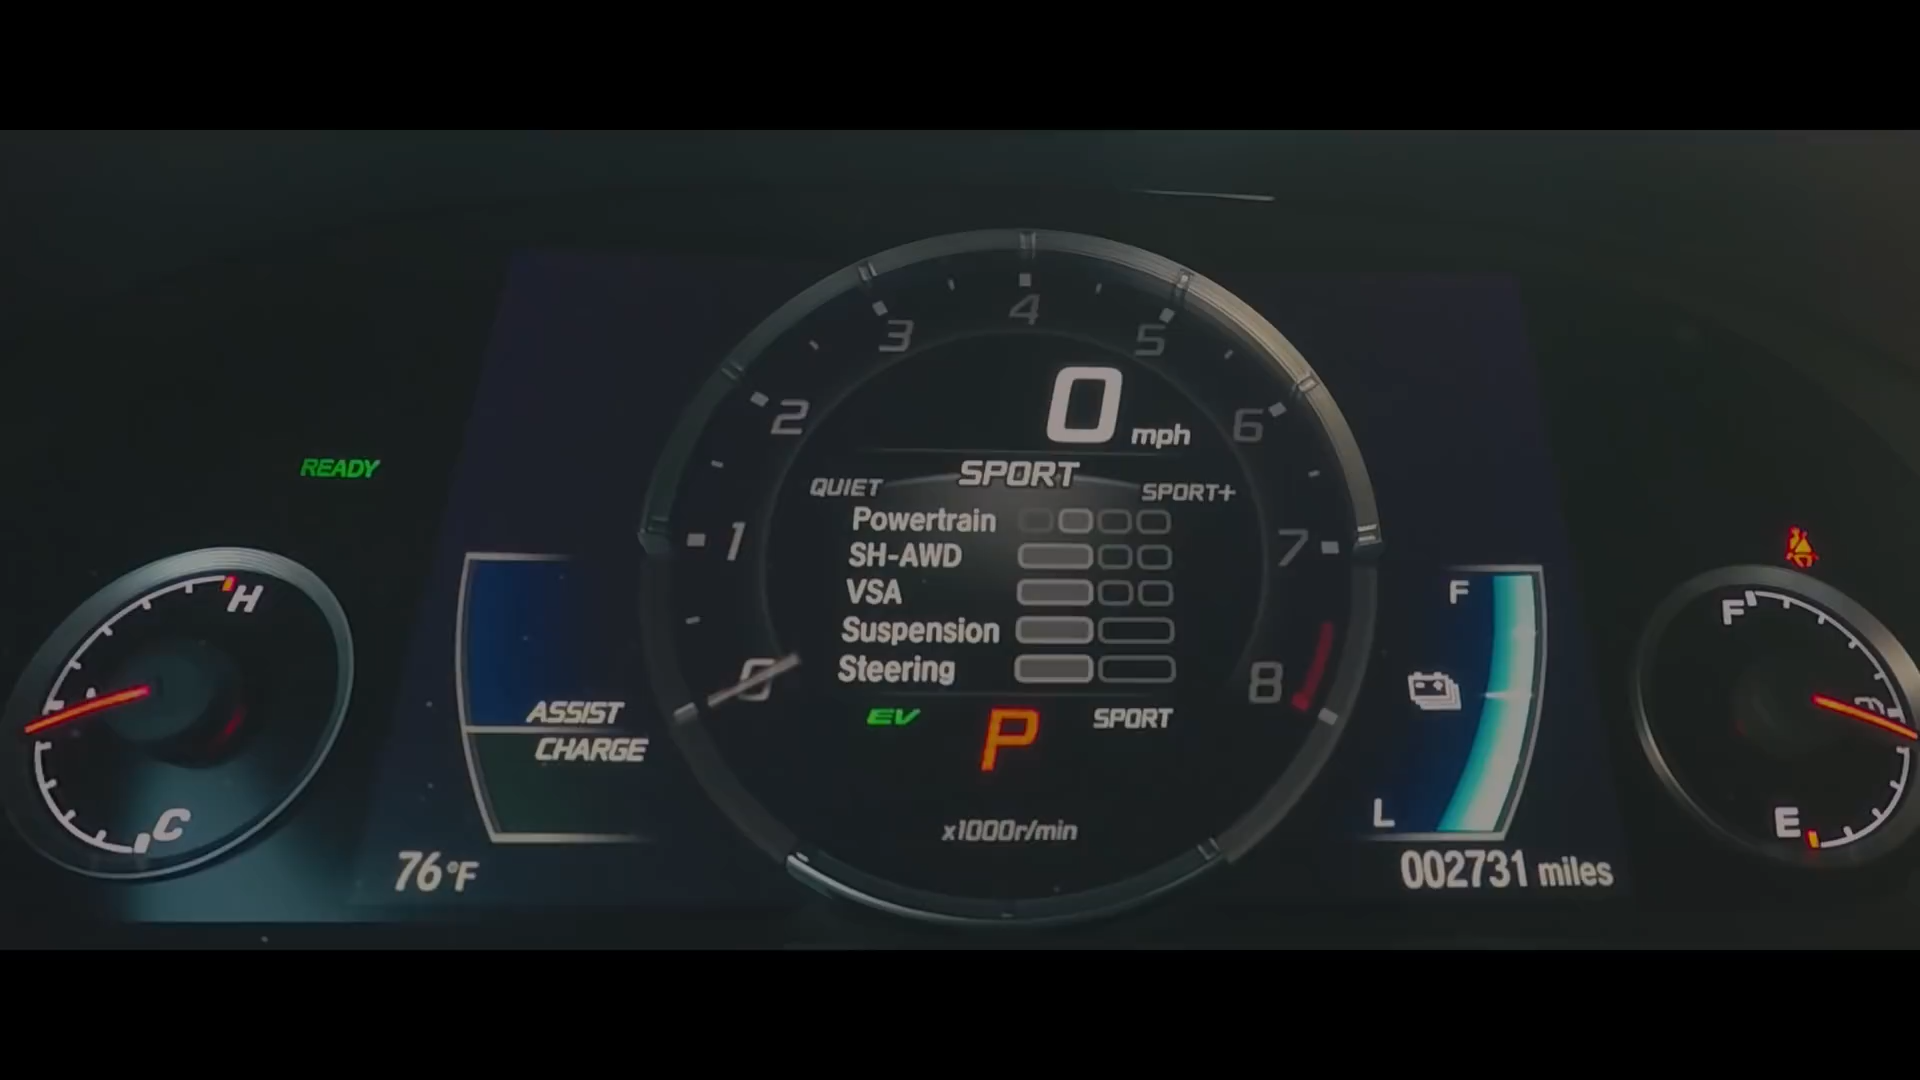 4
3
5
0 mph
2
6
READY
SPORT
QUIET
SPORT+
Powertrain
1
SH-AWD
7
VSA
F
H
F
Suspension
Steering
0
8
ASSIST
EV
P
SPORT
CHARGE
L
C
E
x1000r/min
76°F
002731 miles